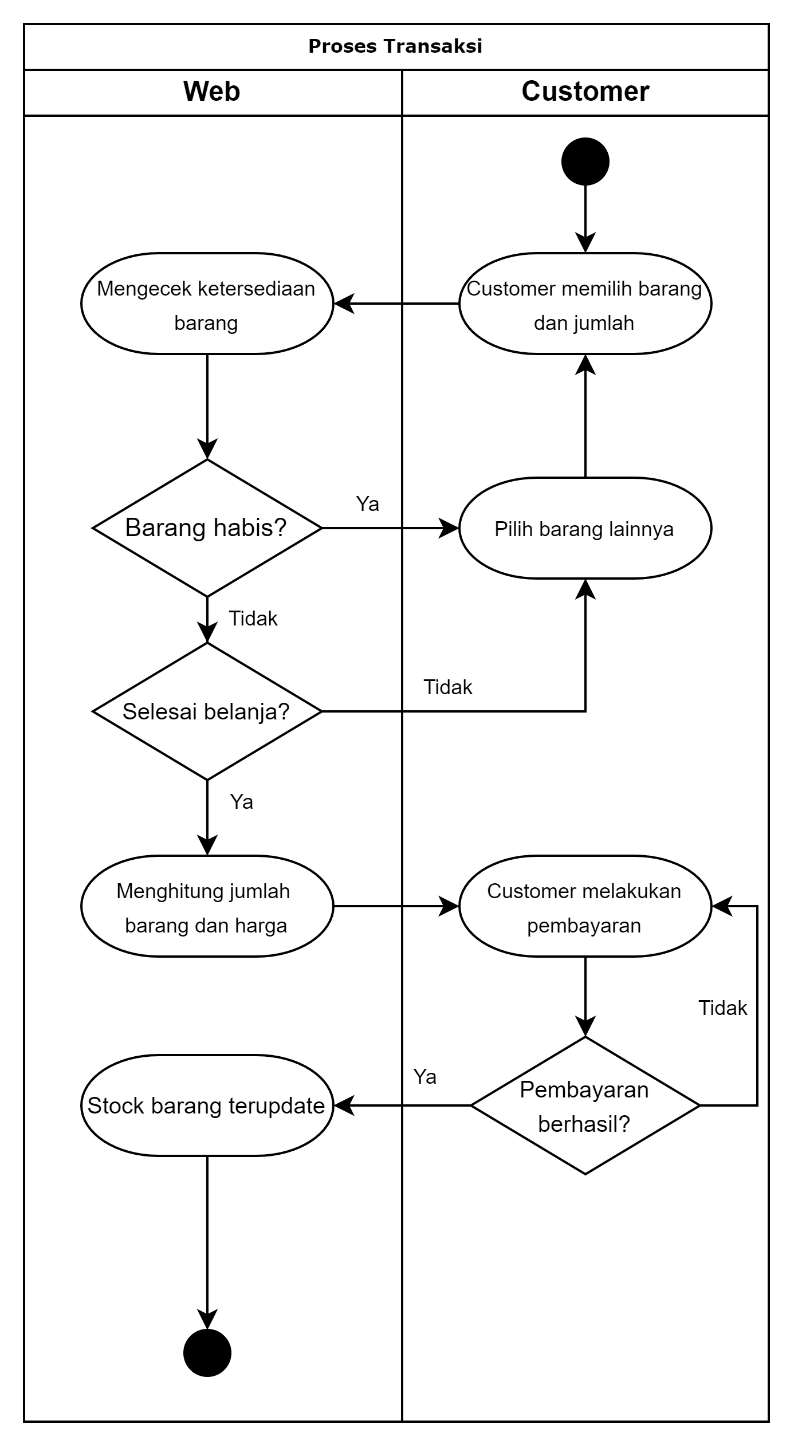 Proses Transaksi
Web
Customer
Mengecek ketersediaan
barang
Customer memilih barang
dan jumlah
Barang habis?
Ya
Pilih barang lainnya
Tidak
Selesai belanja?
Tidak
Ya
Menghitung jumlah
barang dan harga
Customer melakukan
pembayaran
Tidak
Stock barang terupdate
Ya
Pembayaran
berhasil?